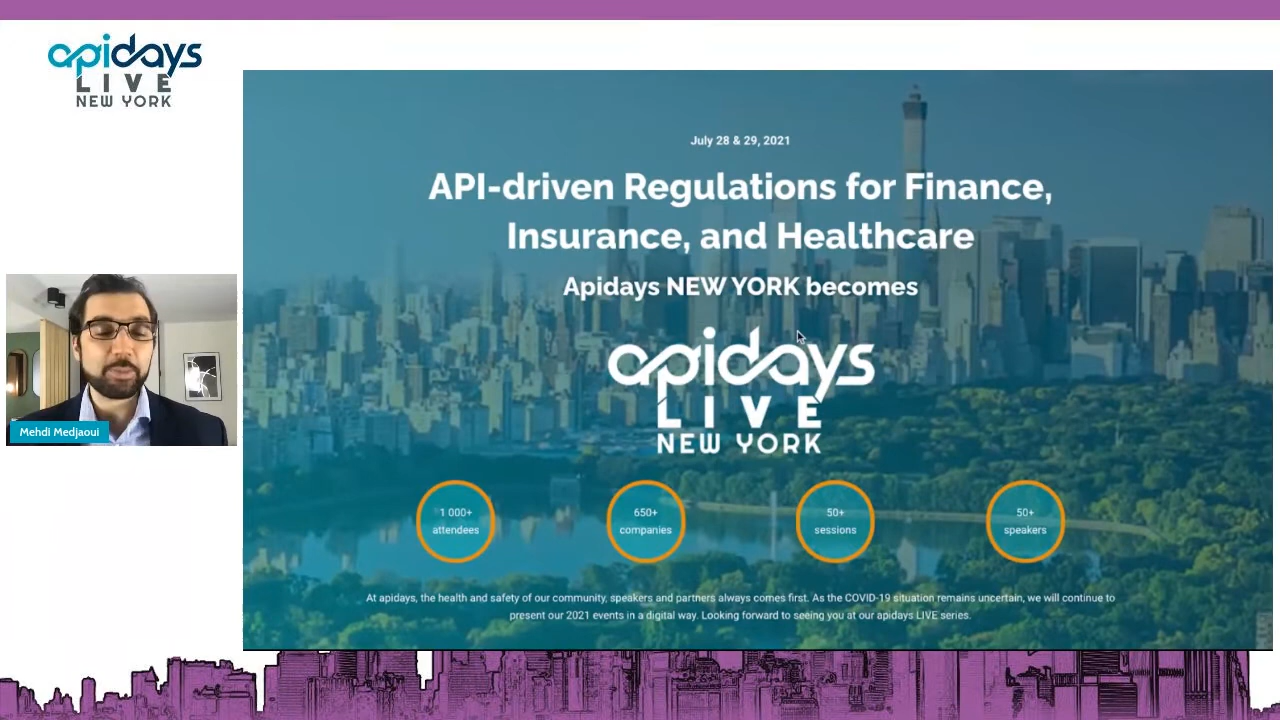 apidays
LIVE
NEW YORK
July 28 & 29, 2021
API-driven Regulations for Finance,
Insurance, and Healthcare
Apidays NEW YORK becomes
apidays
LIVE
NEW YORK
1 000+
attendees
650+
companies
50+
sessions
50+
speakers
At apidays, the health and safety of our community, speakers and partners always comes first. As the COVID-19 situation remains uncertain, we will continue to
present our 2021 events in a digital way. Looking forward to seeing you at our apidays LIVE series.
Mehdi Medjaoui